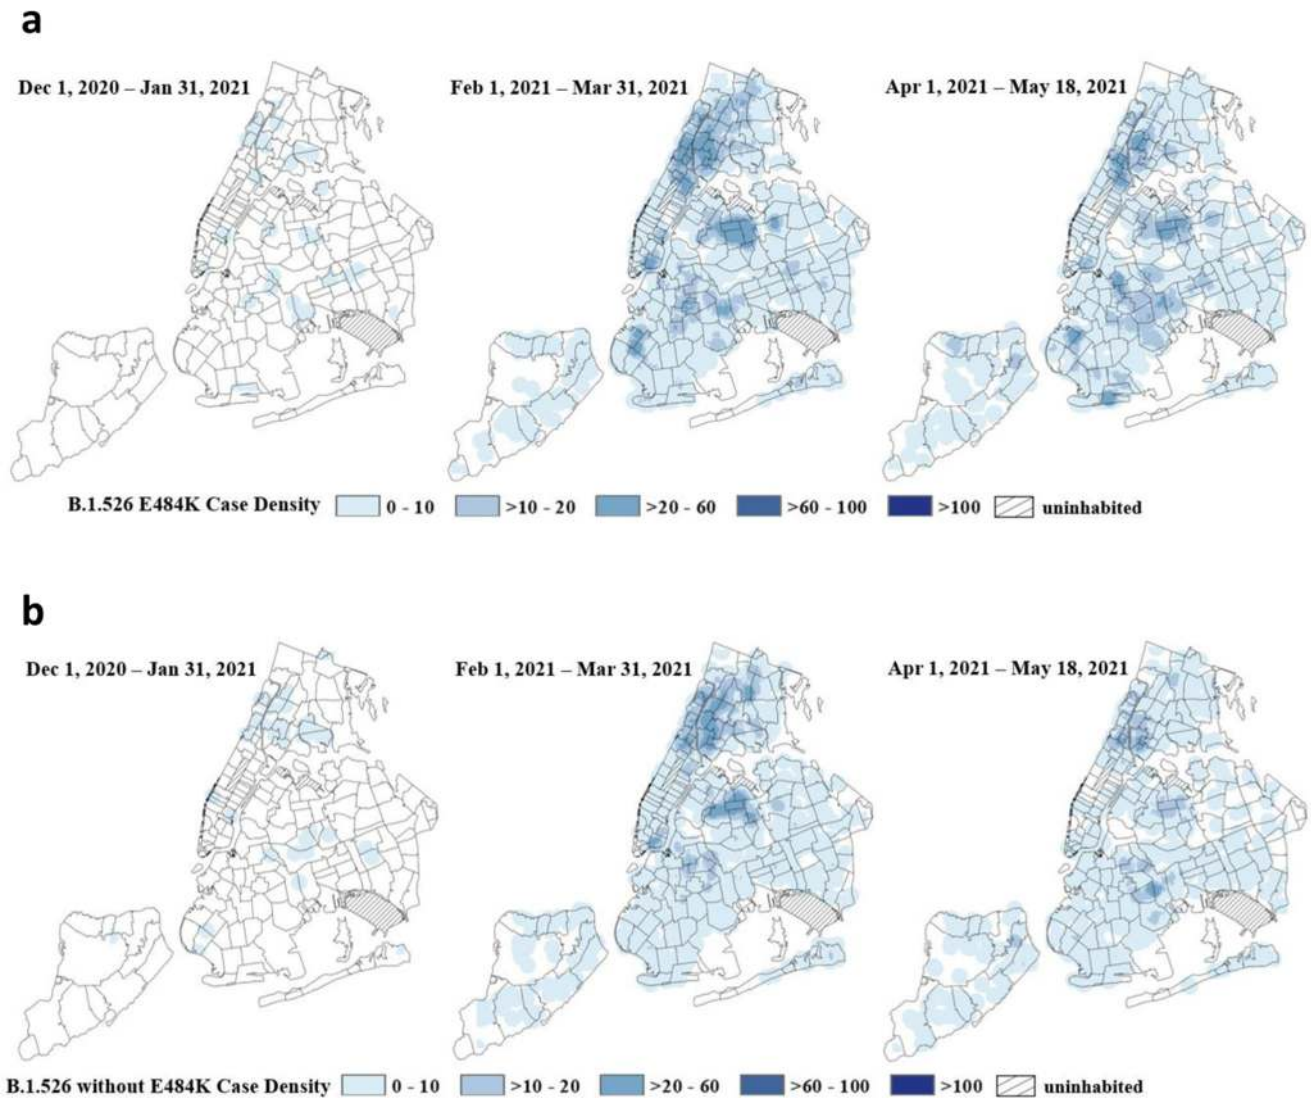 a
Dec 1, 2020 – Jan 31, 2021
Feb 1, 2021 – Mar 31, 2021
Apr 1, 2021 – May 18, 2021
B.1.526 E484K Case Density 0 - 10 >10 - 20 >20 - 60 >60 - 100 >100 uninhabited
b
Dec 1, 2020 – Jan 31, 2021
Feb 1, 2021 – Mar 31, 2021
Apr 1, 2021 – May 18, 2021
B.1.526 without E484K Case Density 0 - 10 >10 - 20 >20 - 60 >60 - 100 >100 uninhabited